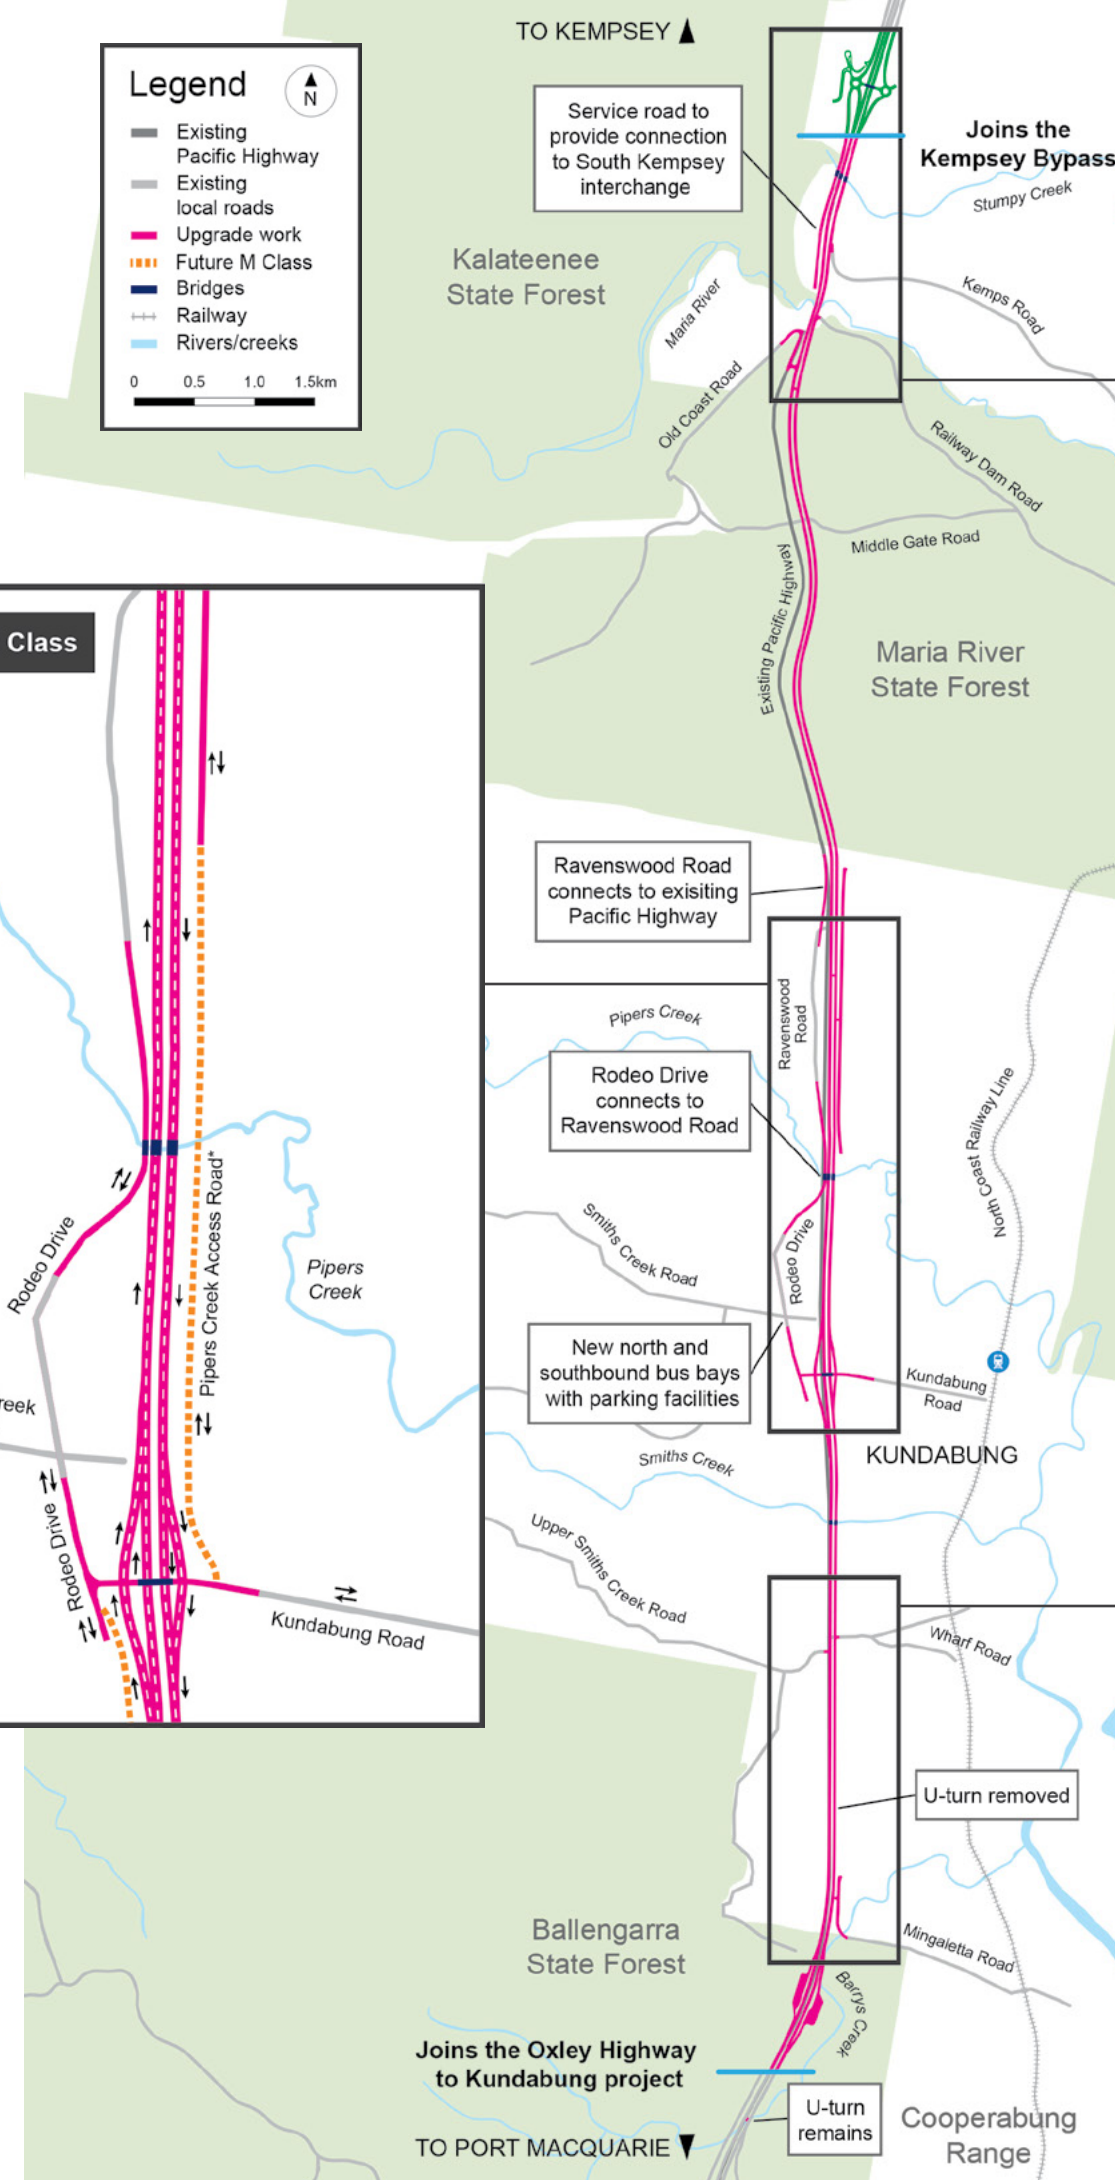 TO KEMPSEY
Legend
N
Existing
Pacific Highway
Existing
local roads
Upgrade work
Future M Class
Bridges
Railway
Rivers/creeks
0 0.5 1.0 1.5km
Service road to
provide connection
to South Kempsey
interchange
Joins the
Kempsey Bypass
Stumpy Creek
Kalateenee
State Forest
Maria River
Kemps Road
Old Coast Road
Railway Dam Road
Middle Gate Road
Existing Pacific Highway
Maria River
State Forest
Class
Ravenswood Road
connects to exisiting
Pacific Highway
Ravenswood
Road
Pipers Creek
Rodeo Drive
connects to
Ravenswood Road
North Coast Railway Line
Smiths Creek Road
Rodeo Drive
New north and
southbound bus bays
with parking facilities
Kundabung
Road
KUNDABUNG
Smiths Creek
Upper Smiths
Creek Road
Rodeo Drive
Pipers Creek Access Road*
Pipers
Creek
reek
Rodeo Drive
Kundabung Road
Wharf Road
U-turn removed
Ballengarra
State Forest
Mingaletta Road
Barrys
Creek
Joins the Oxley Highway
to Kundabung project
U-turn
remains
Cooperabung
Range
TO PORT MACQUARIE